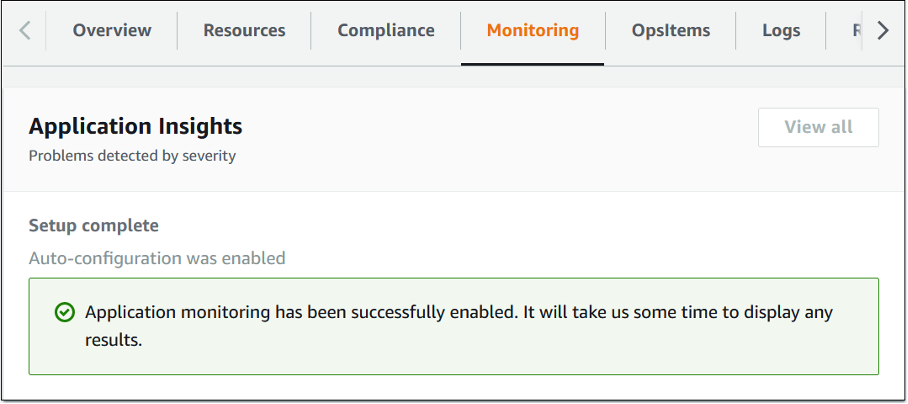 Overview Resources Compliance Monitoring OpsItems Logs
Application Insights
View all
Problems detected by severity
Setup complete
Auto-configuration was enabled
Application monitoring has been successfully enabled. It will take us some time to display any
results.